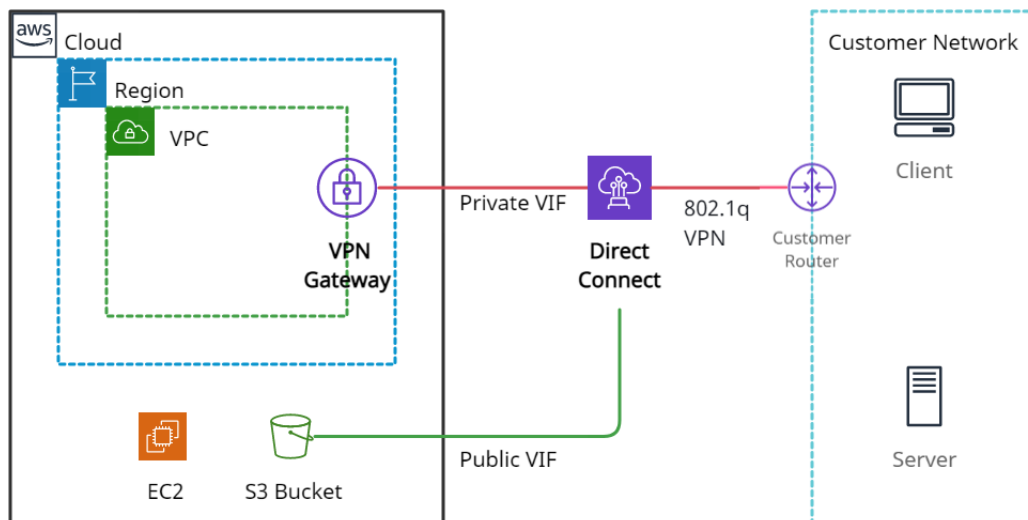 aws
Cloud
Customer Network
Region
VPC
Client
Private VIF
802.1q
VPN
VPN
Gateway
Direct
Connect
Customer
Router
Public VIF
Server
EC2
S3 Bucket